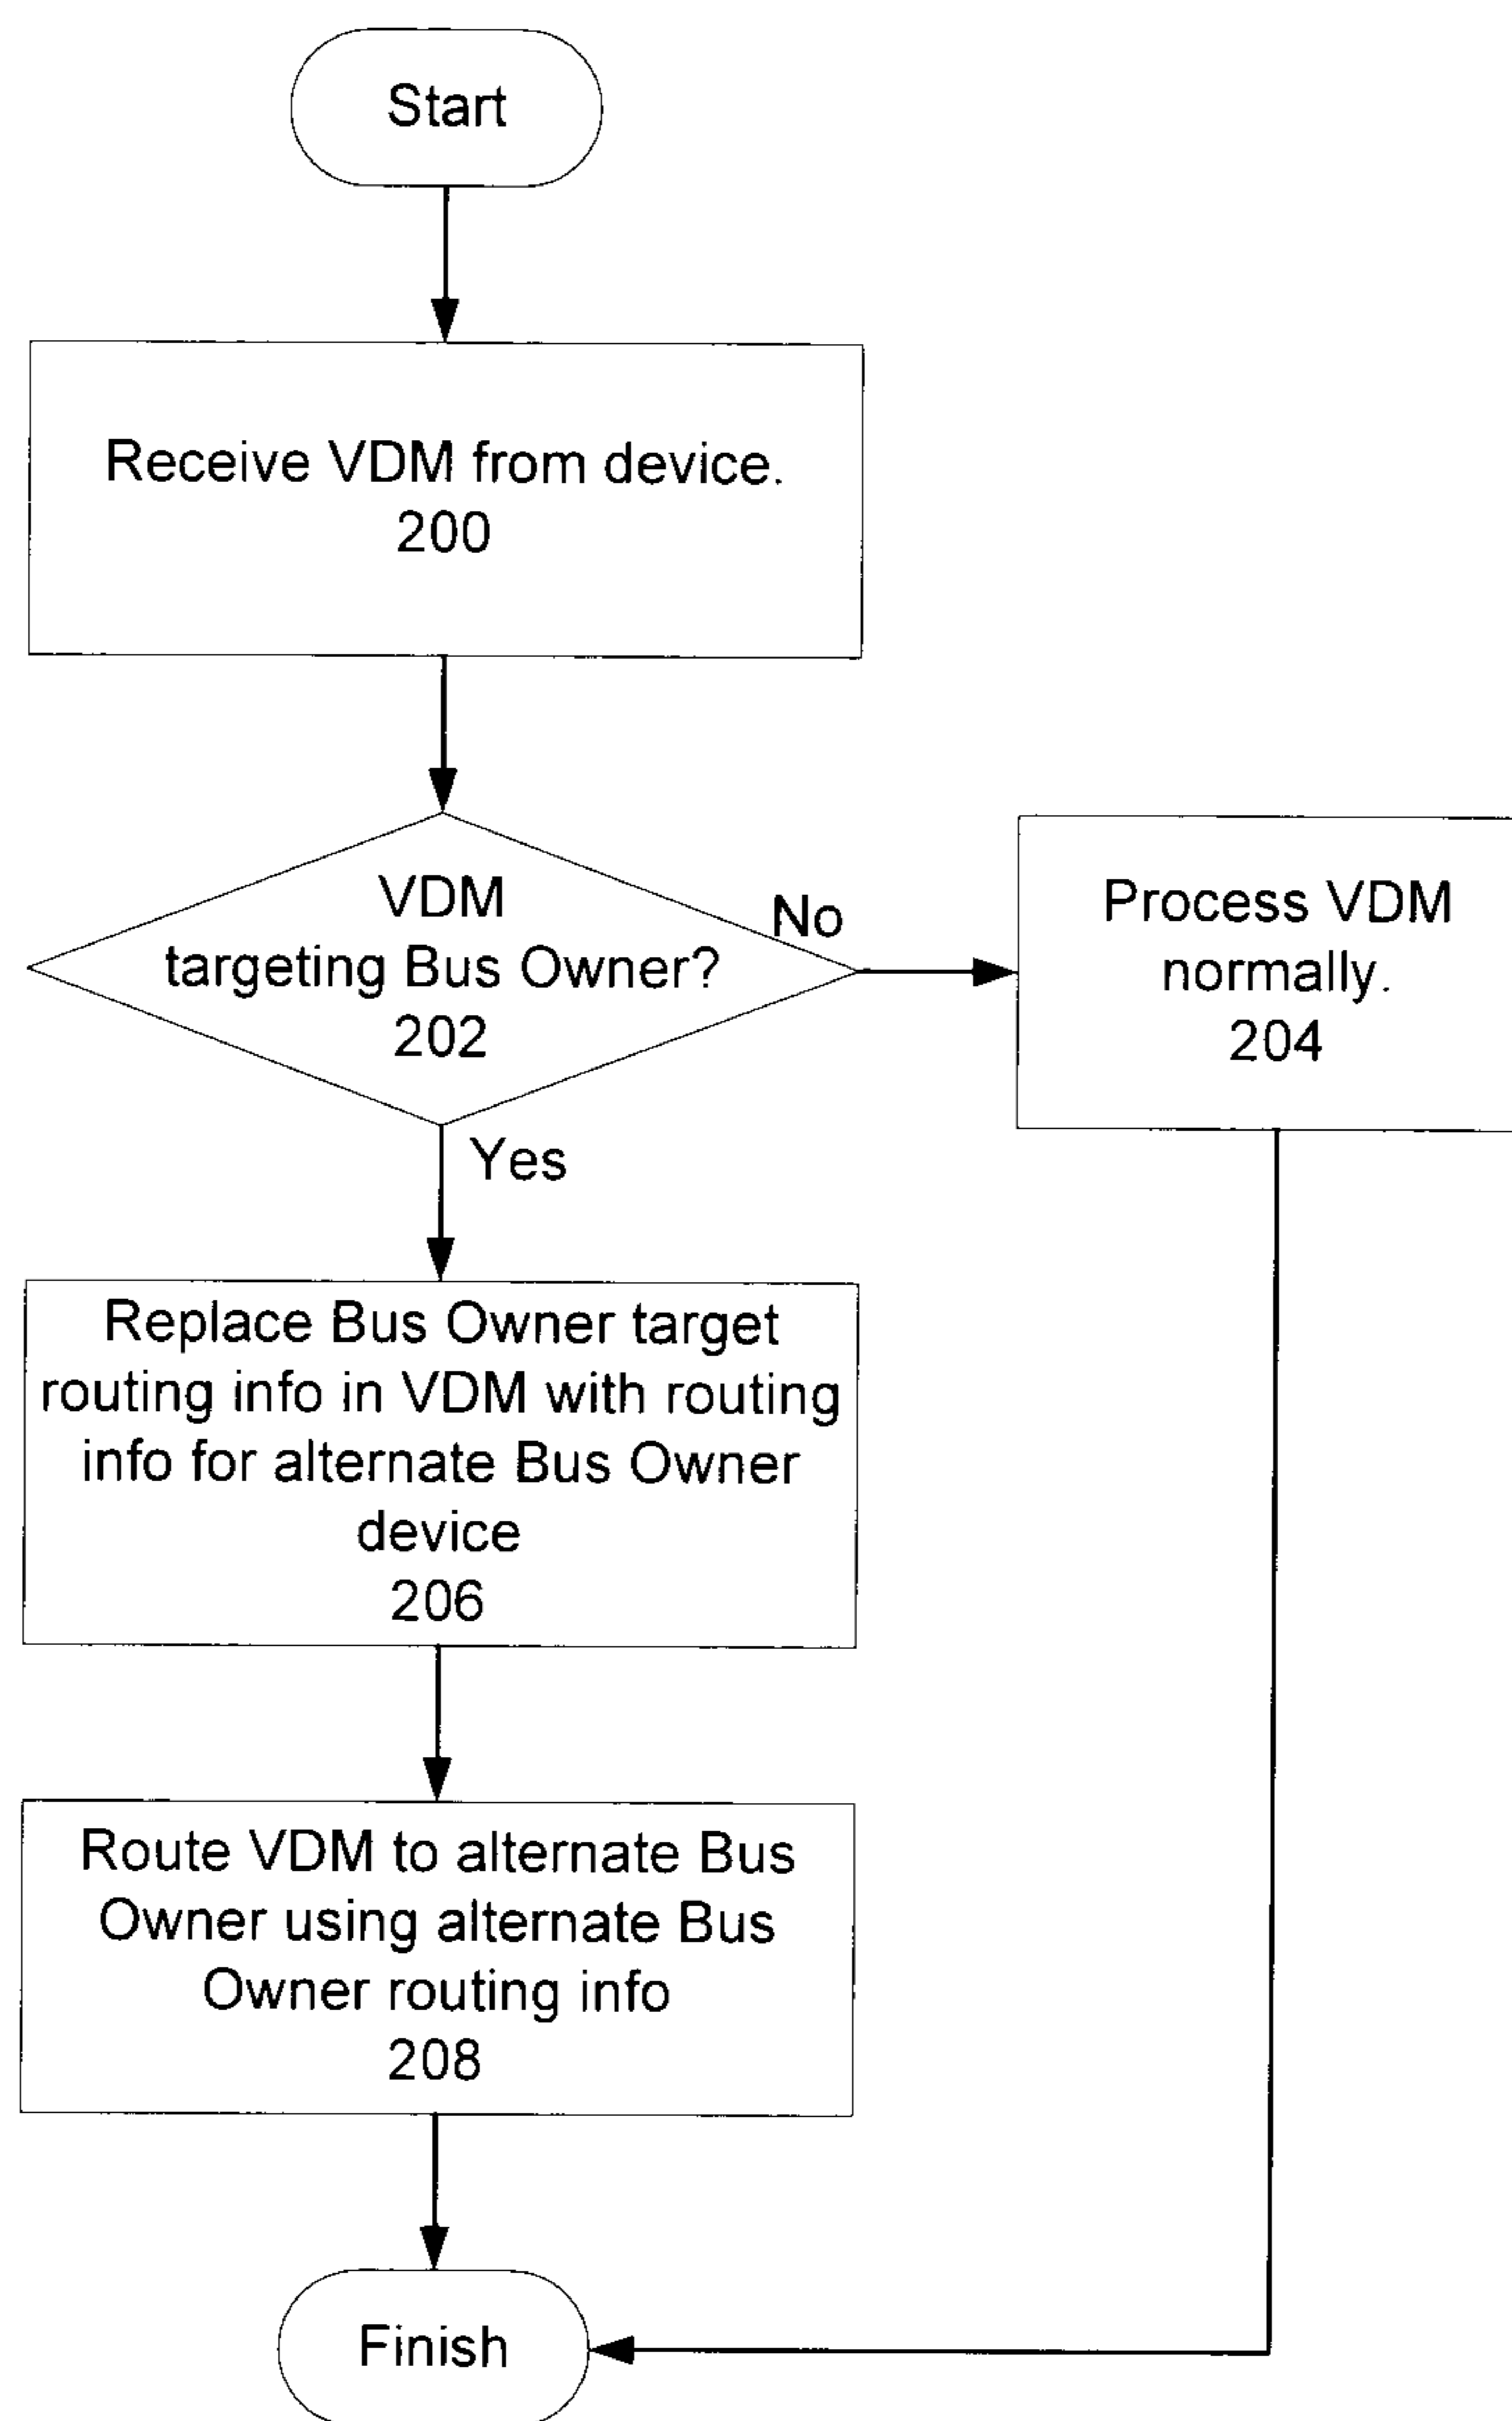 Start
Receive VDM from device.
200
VDM
targeting Bus Owner?
202
No
Process VDM
normally.
204
Yes
Replace Bus Owner target
routing info in VDM with routing
info for alternate Bus Owner
device
206
Route VDM to alternate Bus
Owner using alternate Bus
Owner routing info
208
Finish